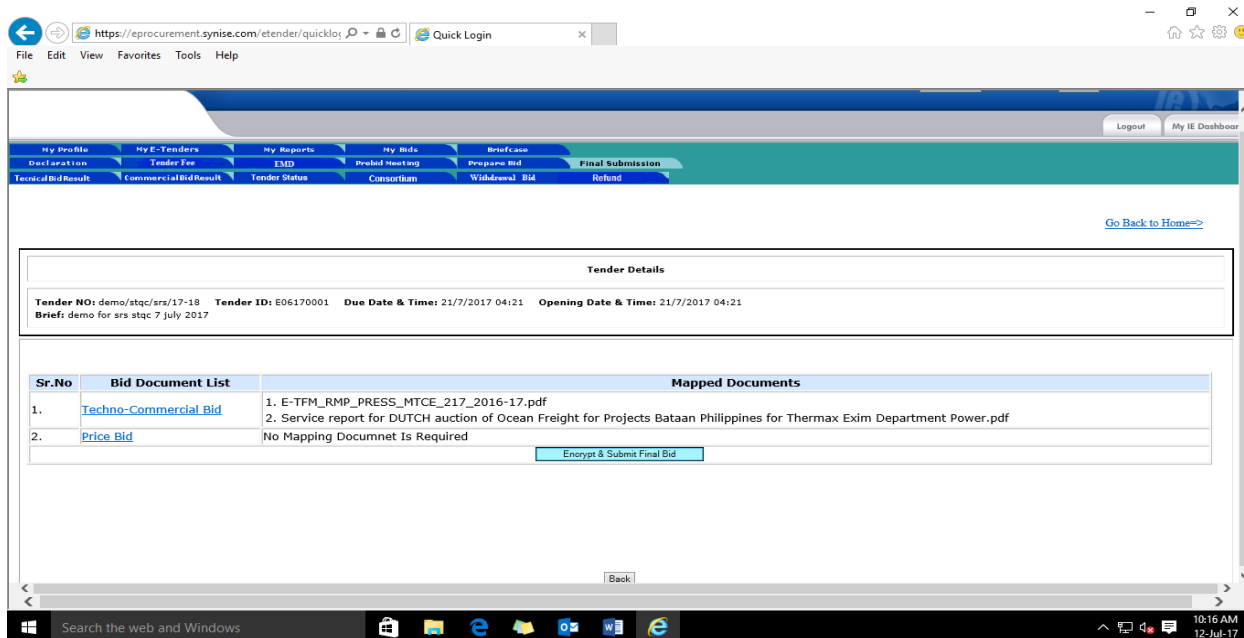 https://eprocurement.synise.com/etender/quicklog
Quick Login
File Edit View Favorites Tools Help
Logout My IE Dashboar
My Profile My E-Tenders My Reports My Bids Briefcase
Declaration Tender Fee EMD Prebid Meeting Prepare Bid Final Submission
TecnicalBidResult CommercialBidResult Tender Status Consortium Withdrawal Bid Refund
Go Back to Home=>
Tender Details
Tender NO: demo/stqc/srs/17-18 Tender ID: E06170001 Due Date & Time: 21/7/2017 04:21 Opening Date & Time: 21/7/2017 04:21
Brief: demo for srs stqc 7 july 2017
Sr.No Bid Document List Mapped Documents
1. Techno-Commercial Bid 1. E-TFM_RMP_PRESS_MTCE_217_2016-17.pdf
2. Service report for DUTCH auction of Ocean Freight for Projects Bataan Philippines for Thermax Exim Department Power.pdf
2. Price Bid No Mapping Documnet Is Required
Encrypt & Submit Final Bid
Back
Search the web and Windows
10:16 AM
12-Jul-17